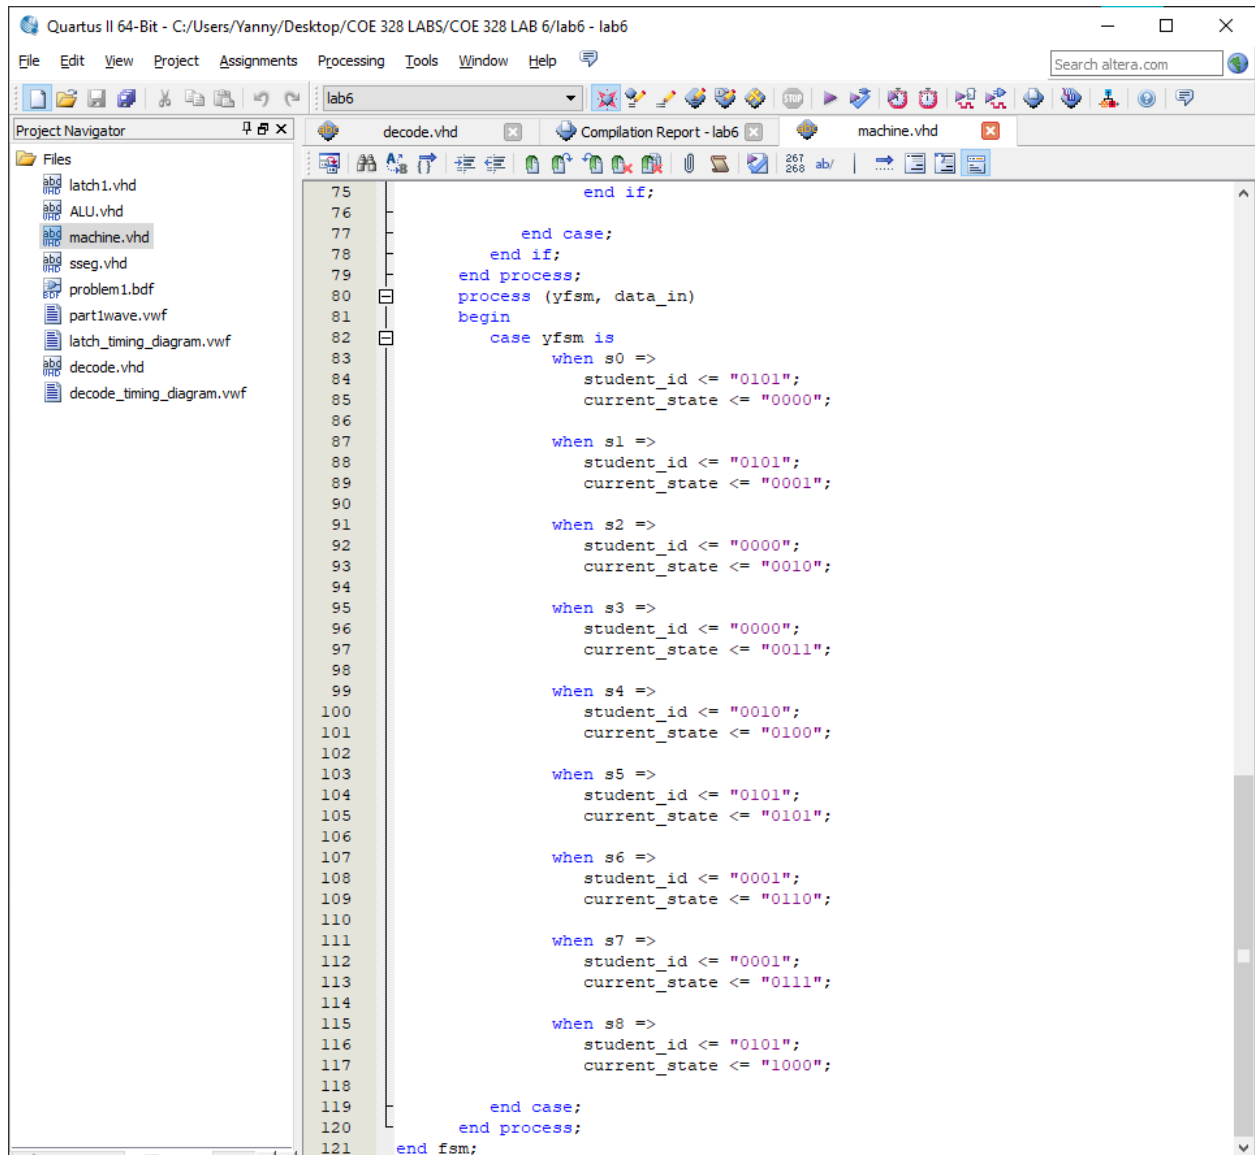 Quartus II 64-Bit - C:/Users/Yanny/Desktop/COE 328 LABS/COE 328 LAB 6/lab6 - lab6
File Edit View Project Assignments Processing Tools Window Help
Search altera.com
lab6
STOP
Project Navigator
decode.vhd
Compilation Report - lab6
machine.vhd
Files
latch1.vhd
ALU.vhd
machine.vhd
sseg.vhd
problem1.bdf
part1wave.vwf
latch_timing_diagram.vwf
decode.vhd
decode_timing_diagram.vwf
267
268
ab/
75 end if;
76
77 end case;
78 end if;
79 end process;
80 process (yfsm, data_in)
81 begin
82 case yfsm is
83 when s0 =>
84 student_id <= "0101";
85 current_state <= "0000";
86
87 when s1 =>
88 student_id <= "0101";
89 current_state <= "0001";
90
91 when s2 =>
92 student_id <= "0000";
93 current_state <= "0010";
94
95 when s3 =>
96 student_id <= "0000";
97 current_state <= "0011";
98
99 when s4 =>
100 student_id <= "0010";
101 current_state <= "0100";
102
103 when s5 =>
104 student_id <= "0101";
105 current_state <= "0101";
106
107 when s6 =>
108 student_id <= "0001";
109 current_state <= "0110";
110
111 when s7 =>
112 student_id <= "0001";
113 current_state <= "0111";
114
115 when s8 =>
116 student_id <= "0101";
117 current_state <= "1000";
118
119 end case;
120 end process;
121 end fsm;